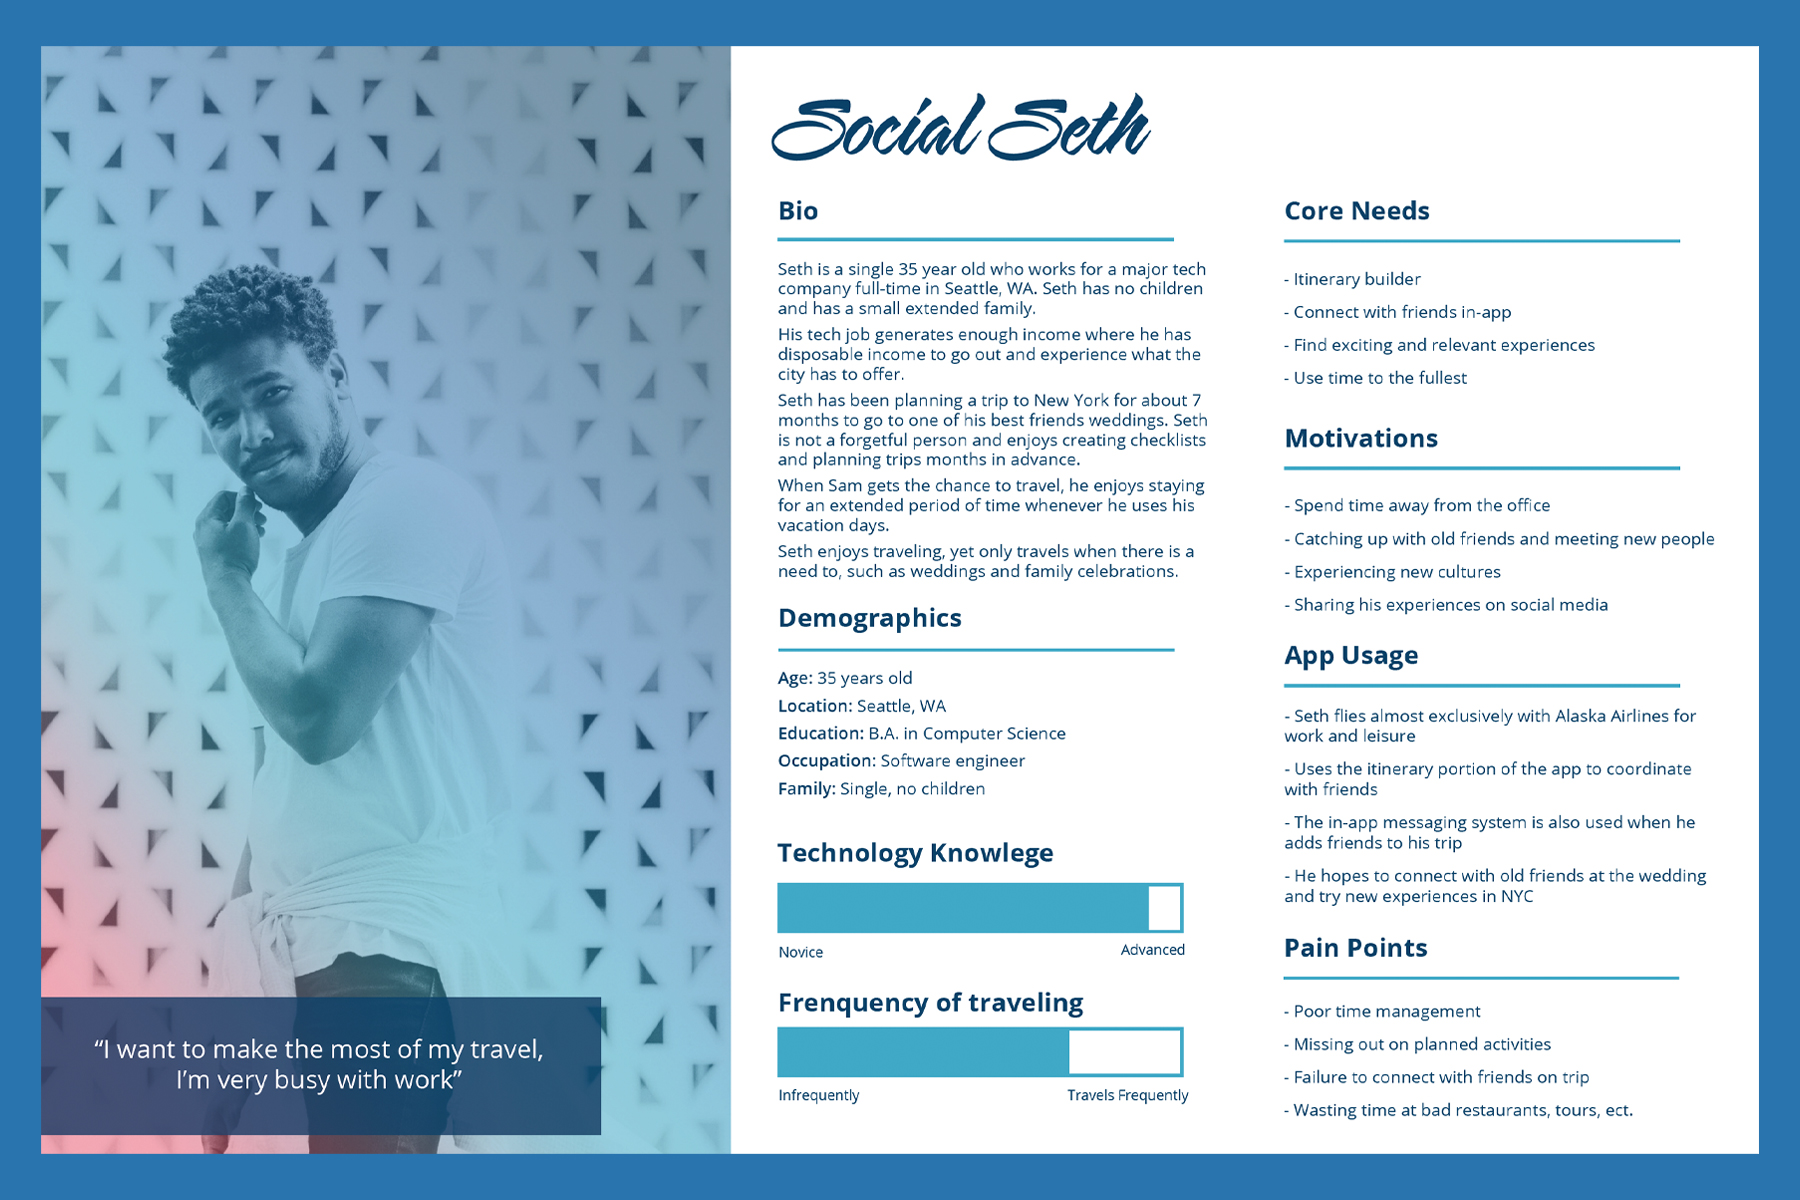 Social Seth
Bio
Seth is a single 35 year old who works for a major tech
company full-time in Seattle, WA. Seth has no children
and has a small extended family.
His tech job generates enough income where he has
disposable income to go out and experience what the
city has to offer.
Seth has been planning a trip to New York for about 7
months to go to one of his best friends weddings. Seth
is not a forgetful person and enjoys creating checklists
and planning trips months in advance.
When Sam gets the chance to travel, he enjoys staying
for an extended period of time whenever he uses his
vacation days.
Seth enjoys traveling, yet only travels when there is a
need to, such as weddings and family celebrations.
Demographics
Age: 35 years old
Location: Seattle, WA
Education: B.A. in Computer Science
Occupation: Software engineer
Family: Single, no children
Technology Knowlege
Novice
Advanced
Frenquency of traveling
Infrequently
Travels Frequently
Core Needs
- Itinerary builder
- Connect with friends in-app
- Find exciting and relevant experiences
- Use time to the fullest
Motivations
- Spend time away from the office
- Catching up with old friends and meeting new people
- Experiencing new cultures
- Sharing his experiences on social media
App Usage
- Seth flies almost exclusively with Alaska Airlines for
work and leisure
- Uses the itinerary portion of the app to coordinate
with friends
- The in-app messaging system is also used when he
adds friends to his trip
- He hopes to connect with old friends at the wedding
and try new experiences in NYC
Pain Points
- Poor time management
- Missing out on planned activities
- Failure to connect with friends on trip
- Wasting time at bad restaurants, tours, ect.
“I want to make the most of my travel,
I’m very busy with work”